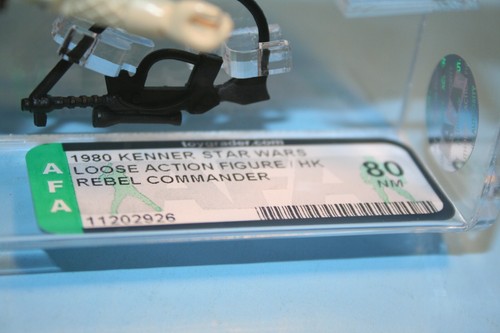 toygrader.com
1980 KENNER STAR WARS
LOOSE ACTION FIGURE / HK
REBEL COMMANDER
80
NM
AFA
11202926